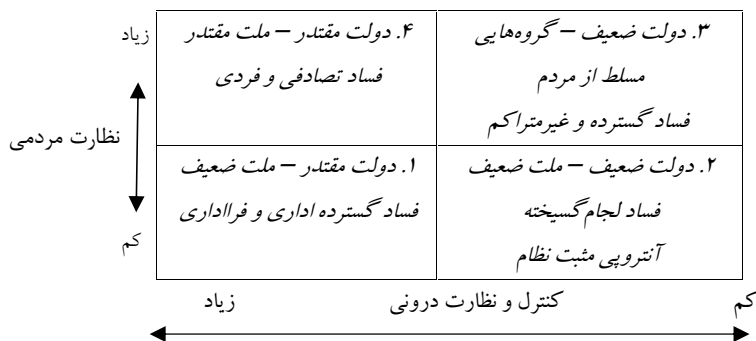 زیاد
نظارت مردمی
کم
۳. دولت ضعیف – گروه‌هایی
مسلط از مردم
فساد گسترده و غیرمتراکم
۴. دولت مقتدر – ملت مقتدر
فساد تصادفی و فردی
۲. دولت ضعیف – ملت ضعیف
فساد لجام‌گسیخته
آنتروپی مثبت نظام
۱. دولت مقتدر – ملت ضعیف
فساد گسترده اداری و فرااداری
کم
کنترل و نظارت درونی
زیاد